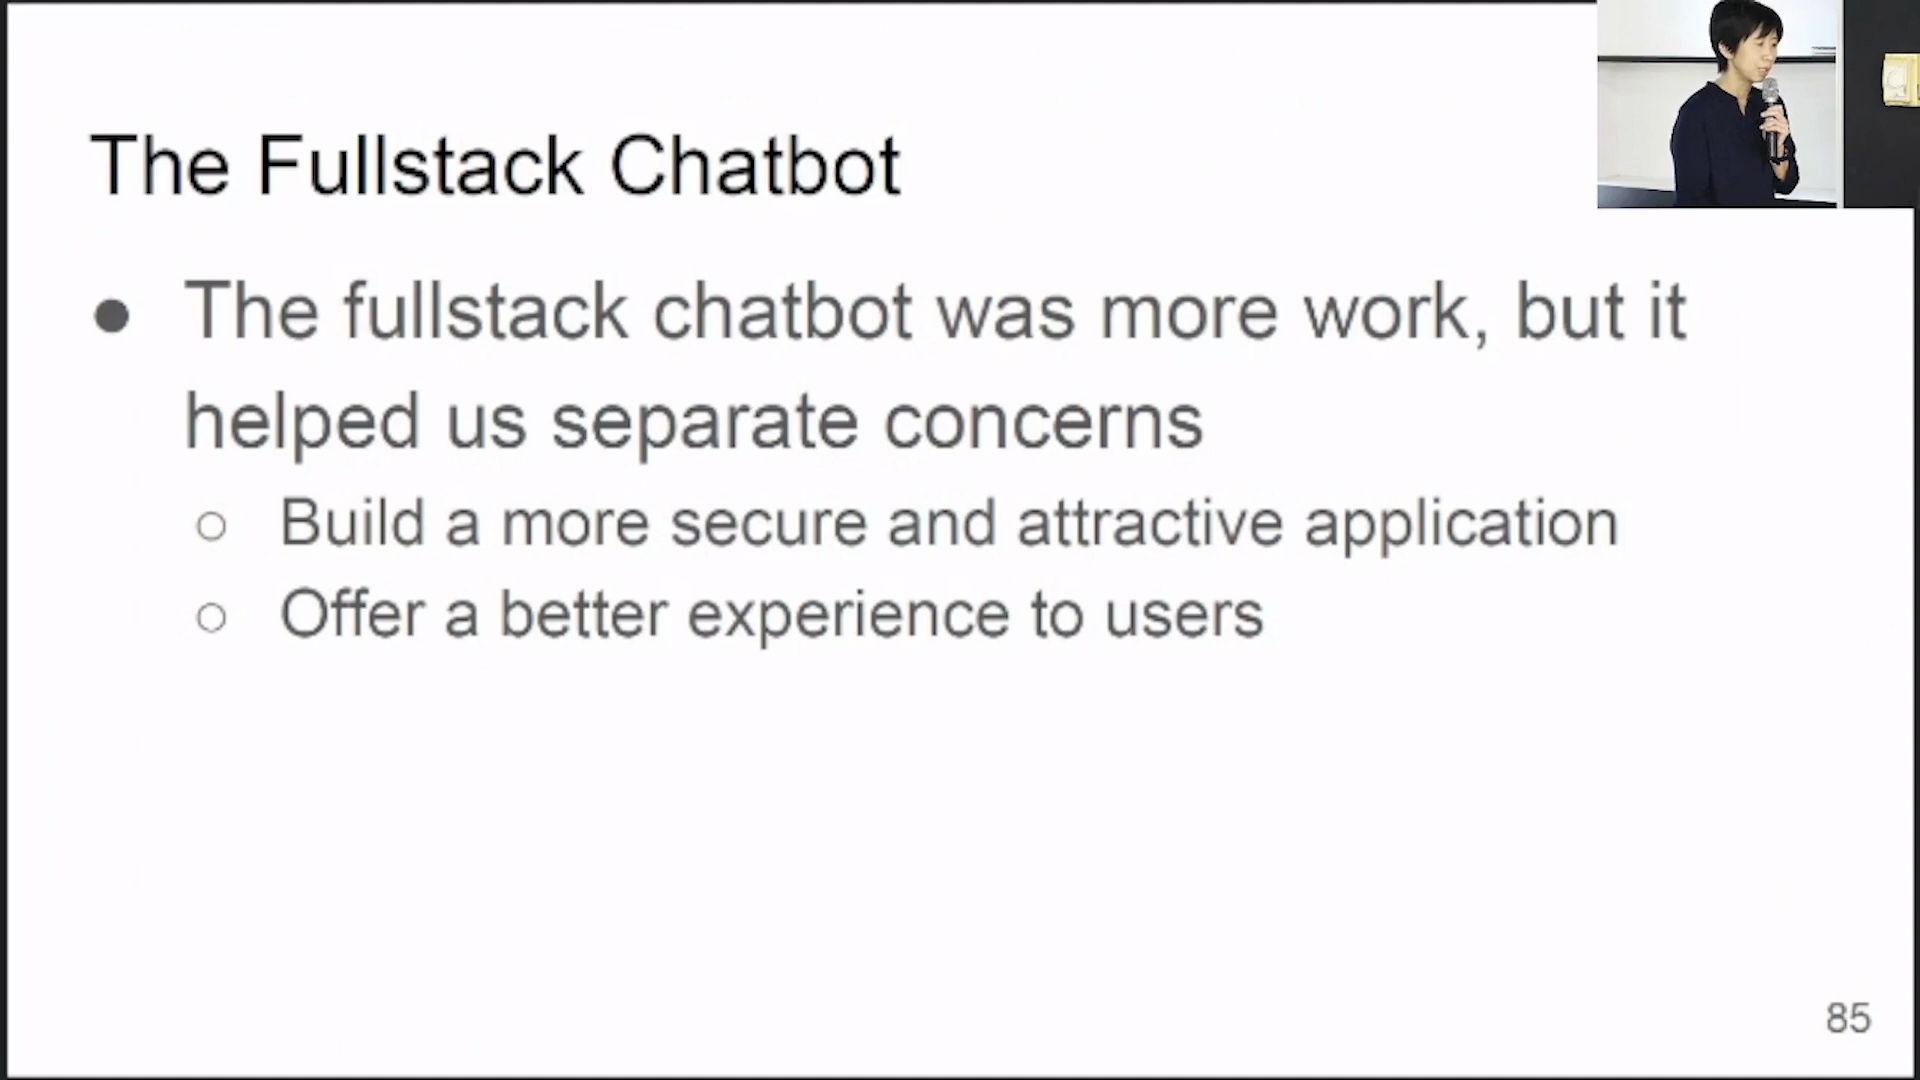 The Fullstack Chatbot
● The fullstack chatbot was more work, but it
helped us separate concerns
○ Build a more secure and attractive application
○ Offer a better experience to users
85